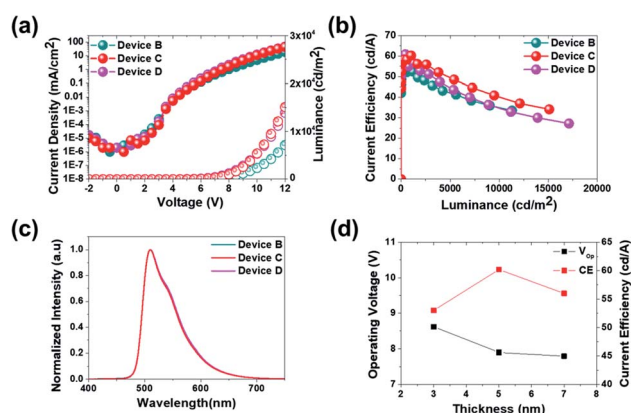 (a)
Device B
Device C
Device D
Current Density (mA/cm2)
100
10
1
0.1
0.01
1E-3
1E-4
1E-5
1E-6
1E-7
1E-8
-2 0 2 4 6 8 10 12
Voltage (V)
3x10⁴
2x10⁴
1x10⁴
0
Luminance (cd/m2)
(b)
Device B
Device C
Device D
Current Efficiency (cd/A)
70
60
50
40
30
20
10
0
0 5000 10000 15000 20000
Luminance (cd/m²)
(c)
Device B
Device C
Device D
Normalized Intensity (a.u)
1.0
0.8
0.6
0.4
0.2
0.0
400 500 600 700
Wavelength(nm)
(d)
V_Op
CE
Operating Voltage (V)
11
10
9
8
7
2 3 4 5 6 7 8
Thickness (nm)
65
60
55
50
45
40
Current Efficiency (cd/A)